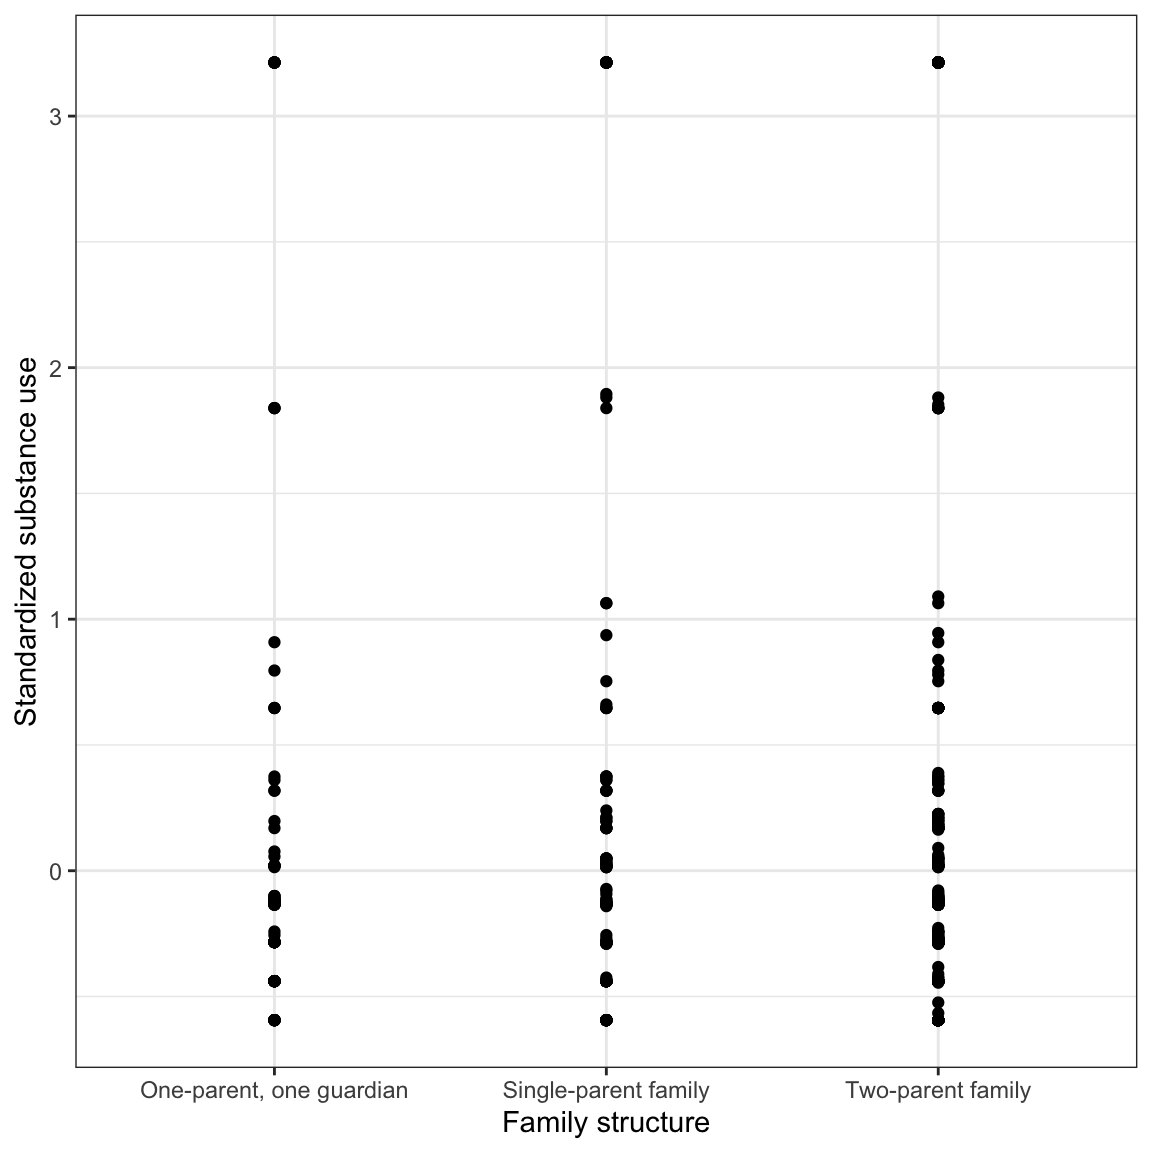 Standardized substance use
3
2
1
0
One-parent, one guardian
Single-parent family
Two-parent family
Family structure